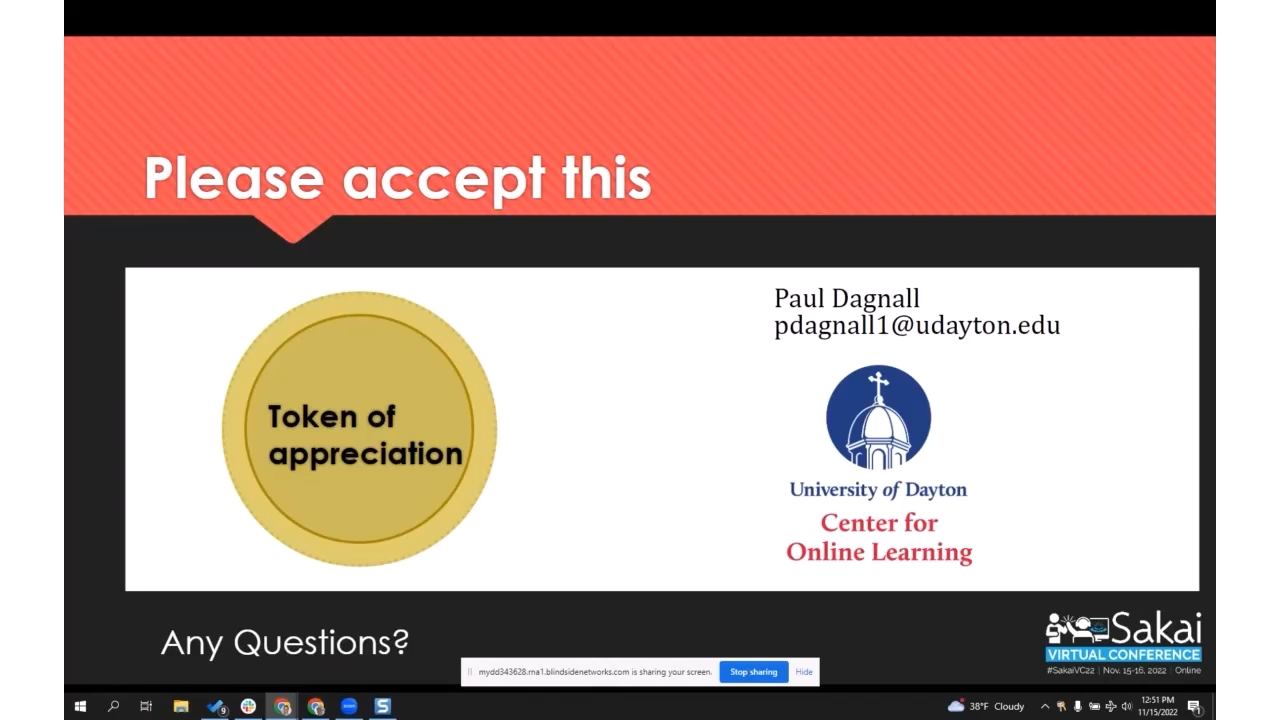 Please accept this
Paul Dagnall
pdagnall1@udayton.edu
Token of
appreciation
University of Dayton
Center for
Online Learning
Any Questions?
Sakai
VIRTUAL CONFERENCE
#SakaiVC22 | Nov. 15-16, 2022 | Online
mydd343628.rna1.blindsidenetworks.com is sharing your screen.
Stop sharing
Hide
38°F Cloudy
12:51 PM
11/15/2022